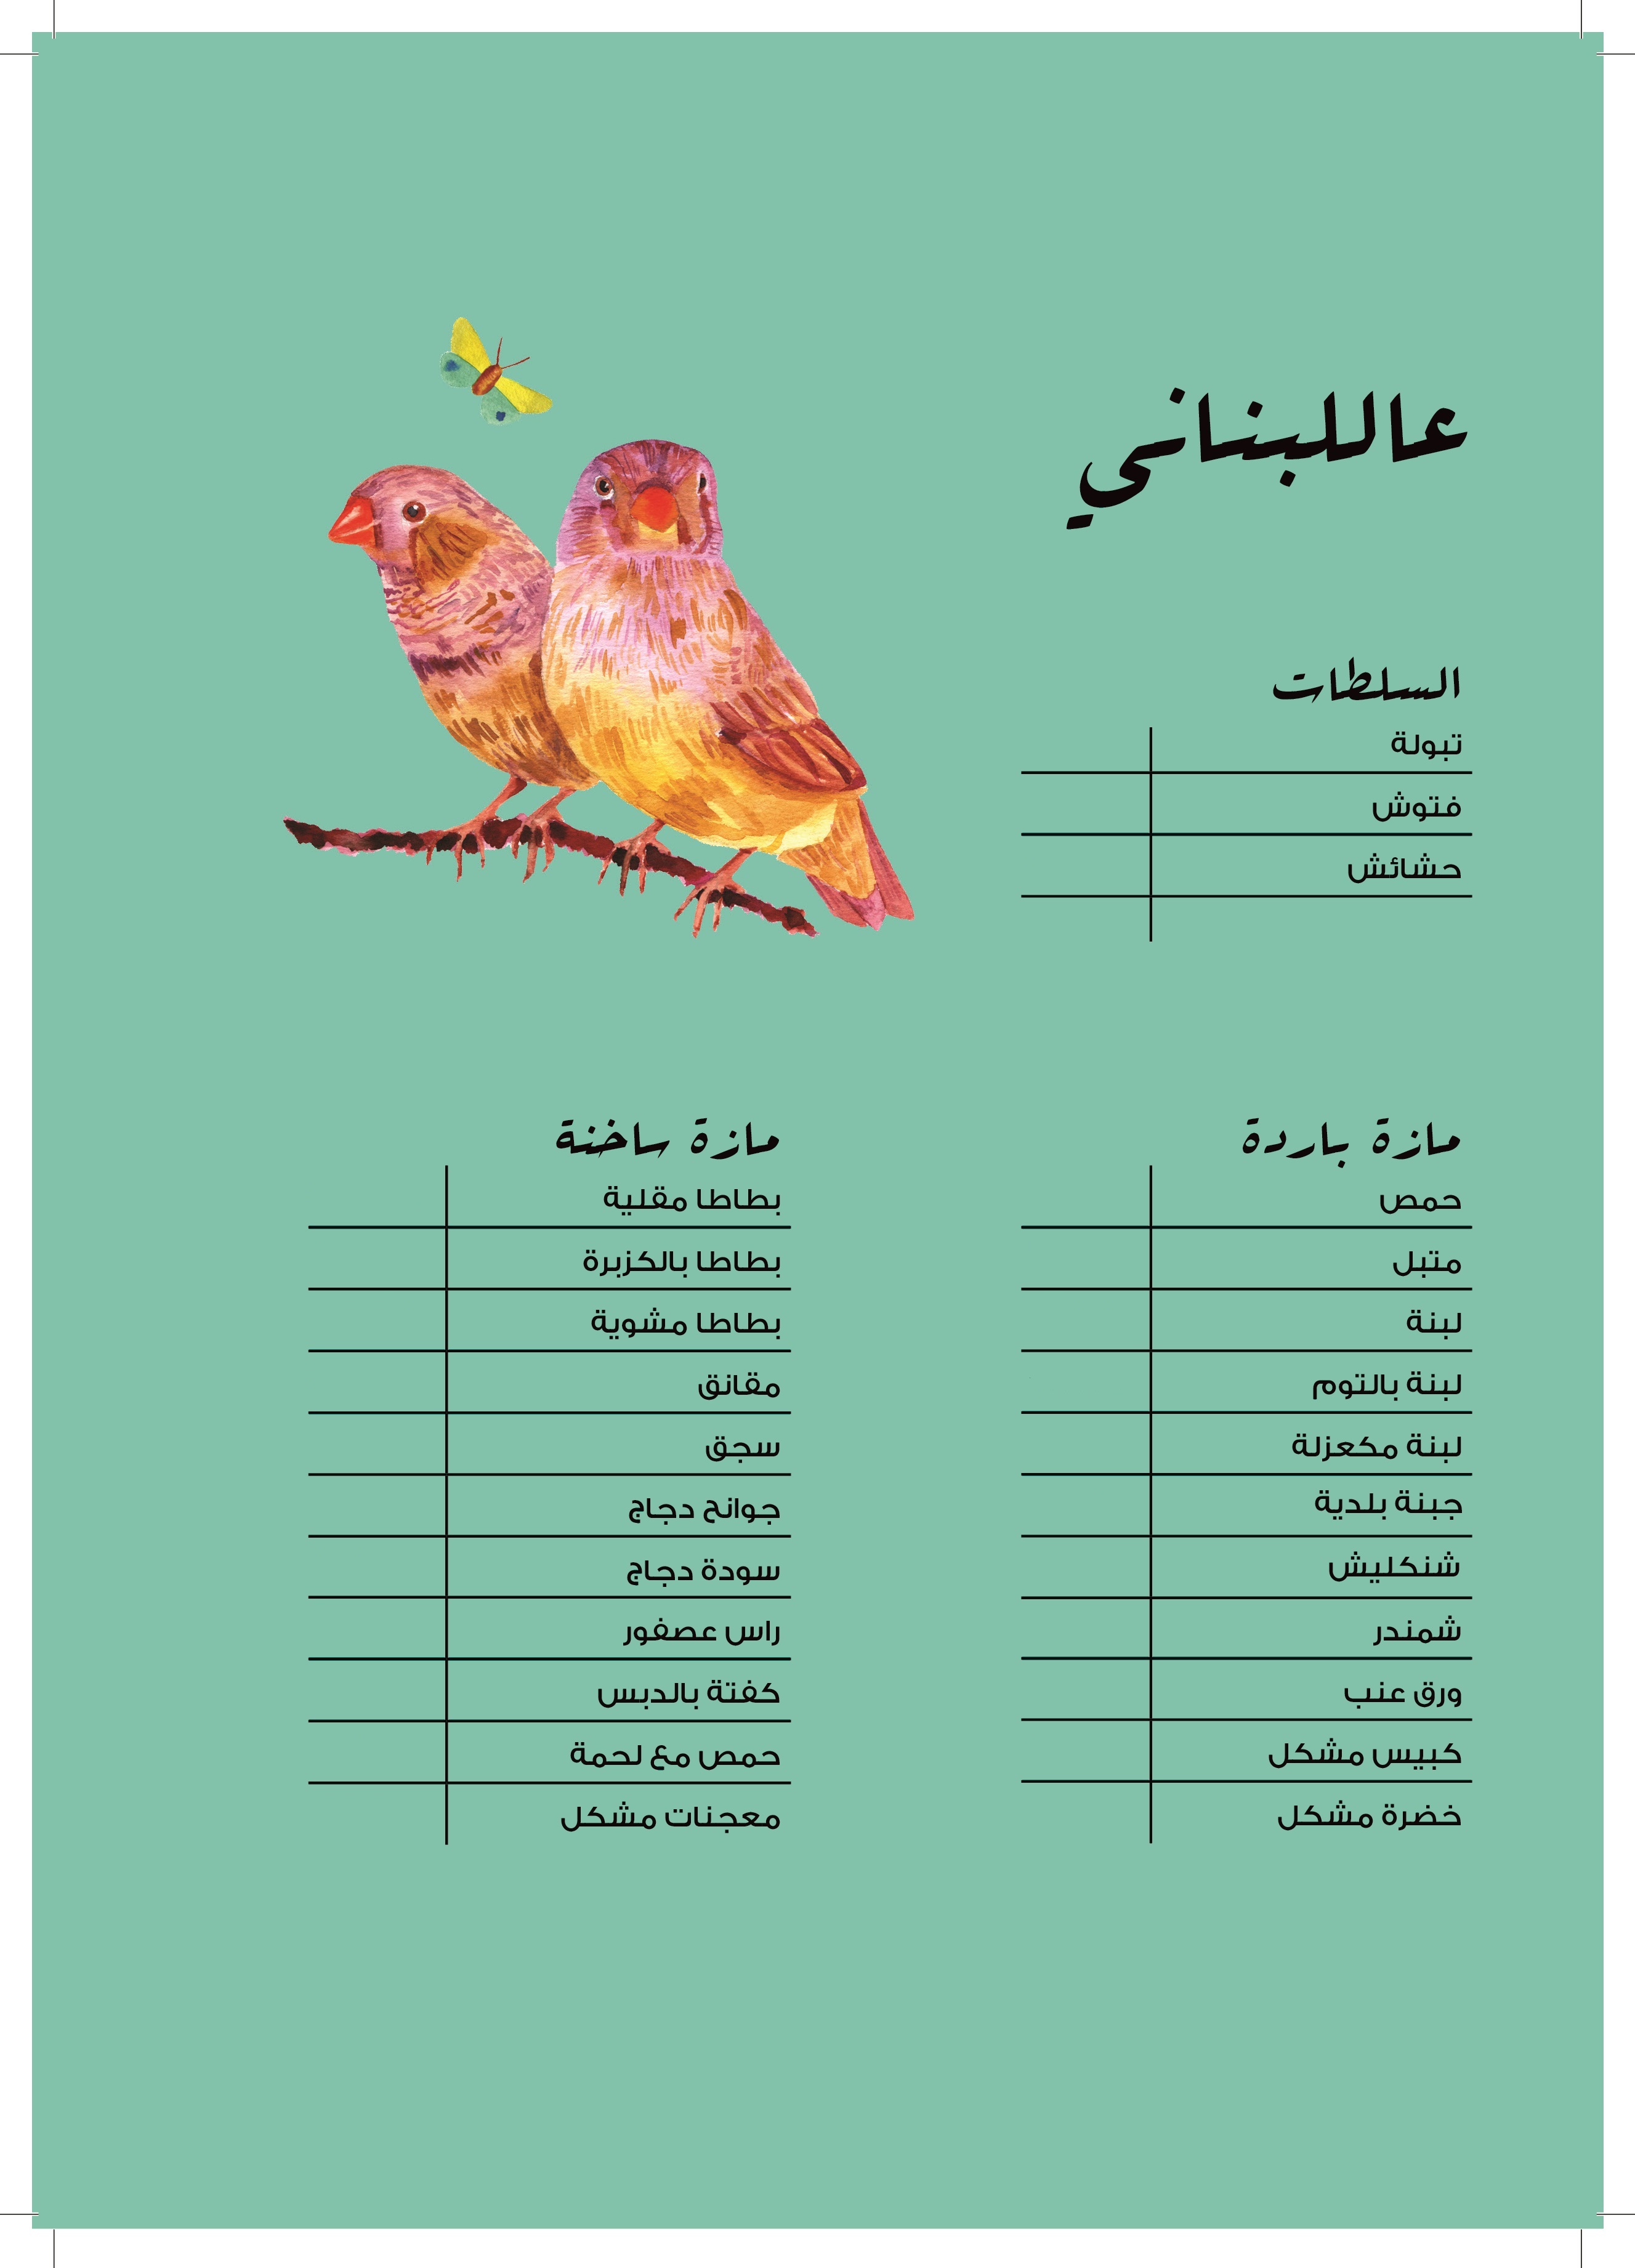 عاللبناني
السلطات
تبولة
فتوش
حشائش
مازة باردة
حمص
متبل
لبنة
لبنة بالتوم
لبنة مكعزلة
جبنة بلدية
شنكليش
شمندر
ورق عنب
كبيس مشكل
خضرة مشكل
مازة ساخنة
بطاطا مقلية
بطاطا بالكزبرة
بطاطا مشوية
مقانق
سجق
جوانح دجاج
سودة دجاج
راس عصفور
كفتة بالدبس
حمص مع لحمة
معجنات مشكل